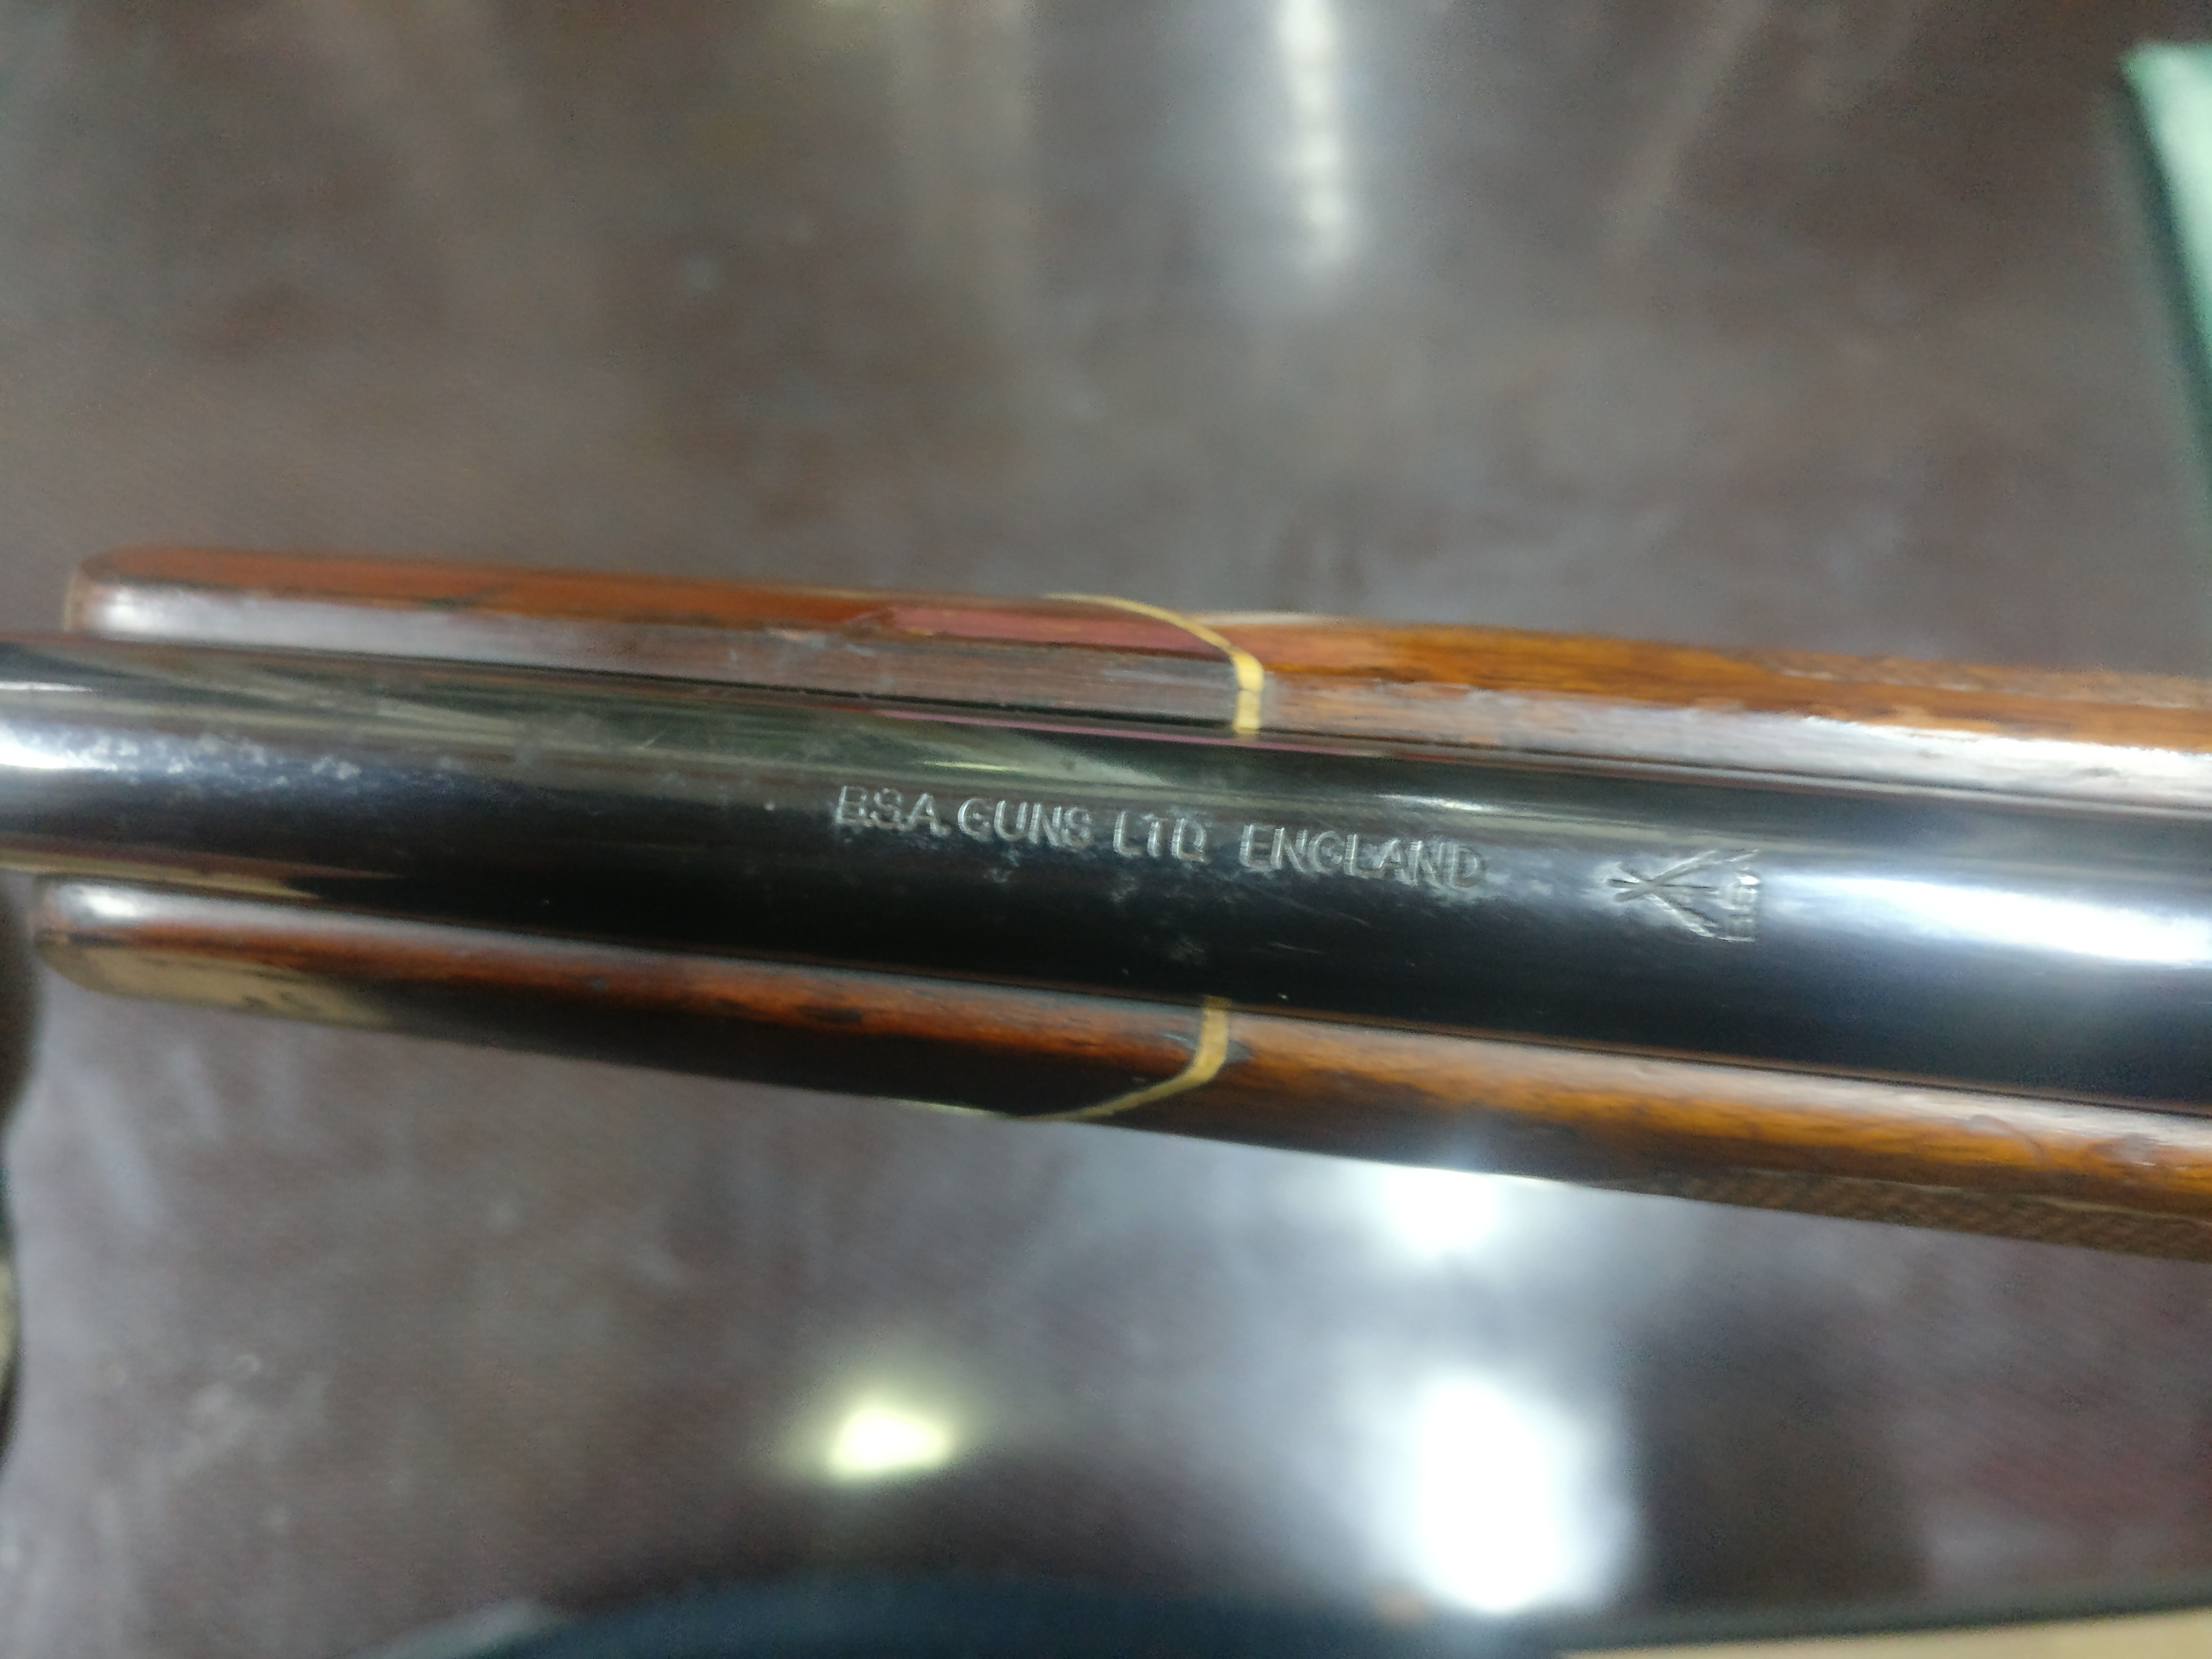 BSA. GUNS LTD ENGLAND